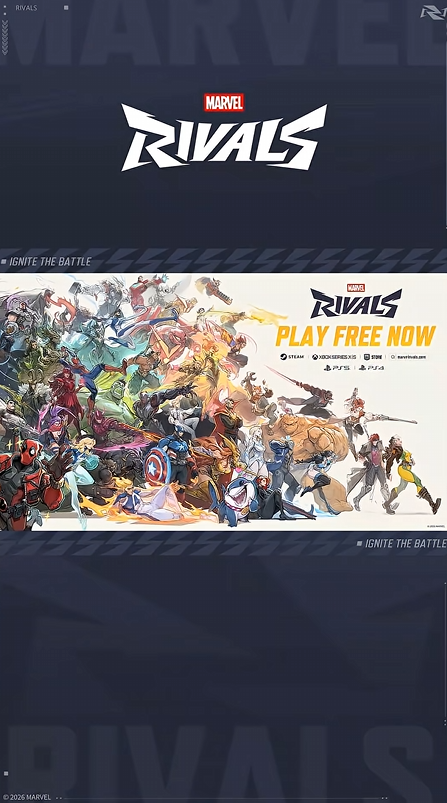 MARVEL
RIVALS
MARVEL
RIVALS
IGNITE THE BATTLE
MARVEL
RIVALS
PLAY FREE NOW
STEAM XBOX SERIES X|S STORE marvelrivals.com
PS5 PS4
IGNITE THE BATTLE
RIVALS
© 2026 MARVEL